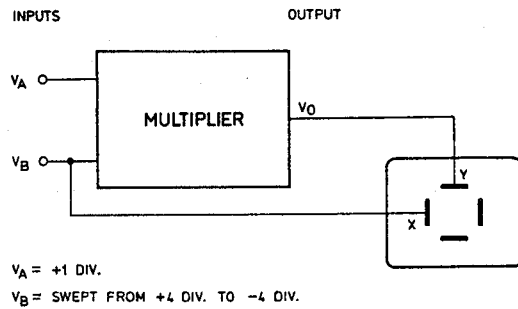 INPUTS
OUTPUT
VA
MULTIPLIER
VO
VB
Y
X
VA = +1 DIV.
VB = SWEPT FROM +4 DIV. TO -4 DIV.